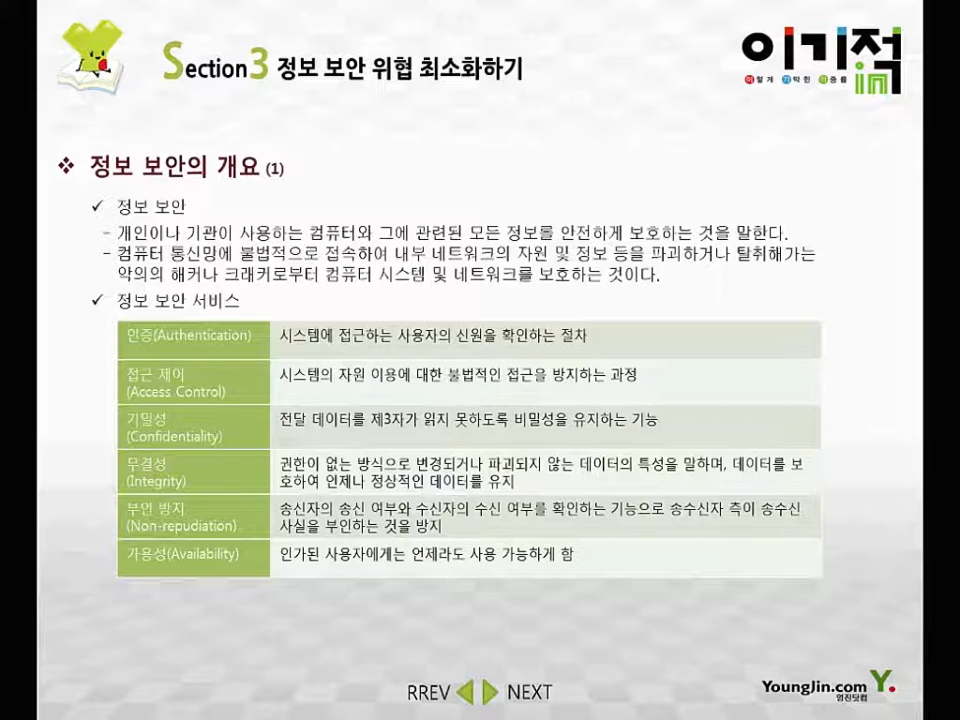 Section3 정보 보안 위협 최소화하기
이기적in
이렇게 기막힌 적중률
❖ 정보 보안의 개요 (1)
✓ 정보 보안
- 개인이나 기관이 사용하는 컴퓨터와 그에 관련된 모든 정보를 안전하게 보호하는 것을 말한다.
- 컴퓨터 통신망에 불법적으로 접속하여 내부 네트워크의 자원 및 정보 등을 파괴하거나 탈취해가는
악의의 해커나 크래커로부터 컴퓨터 시스템 및 네트워크를 보호하는 것이다.
✓ 정보 보안 서비스
인증(Authentication) 시스템에 접근하는 사용자의 신원을 확인하는 절차
접근 제어 시스템의 자원 이용에 대한 불법적인 접근을 방지하는 과정
(Access Control)
기밀성 전달 데이터를 제3자가 읽지 못하도록 비밀성을 유지하는 기능
(Confidentiality)
무결성 권한이 없는 방식으로 변경되거나 파괴되지 않는 데이터의 특성을 말하며, 데이터를 보
(Integrity) 호하여 언제나 정상적인 데이터를 유지
부인 방지 송신자의 송신 여부와 수신자의 수신 여부를 확인하는 기능으로 송수신자 측이 송수신
(Non-repudiation) 사실을 부인하는 것을 방지
가용성(Availability) 인가된 사용자에게는 언제라도 사용 가능하게 함
RREV NEXT
YoungJin.com Y.
영진닷컴